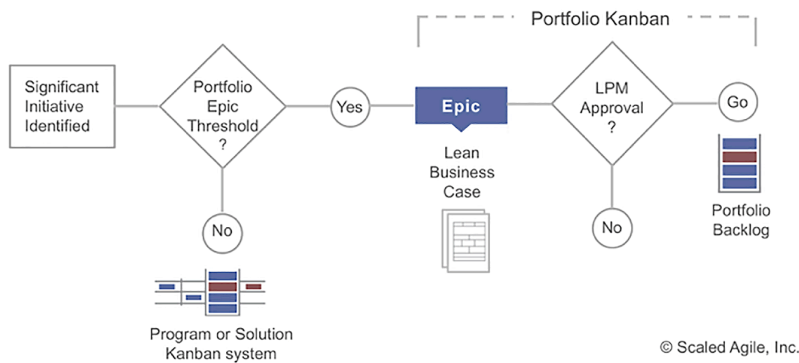 Portfolio Kanban
Significant
Initiative
Identified
Portfolio
Epic
Threshold
?
Yes
Epic
LPM
Approval
?
Go
Lean
Business
Case
No
No
Portfolio
Backlog
Program or Solution
Kanban system
© Scaled Agile, Inc.